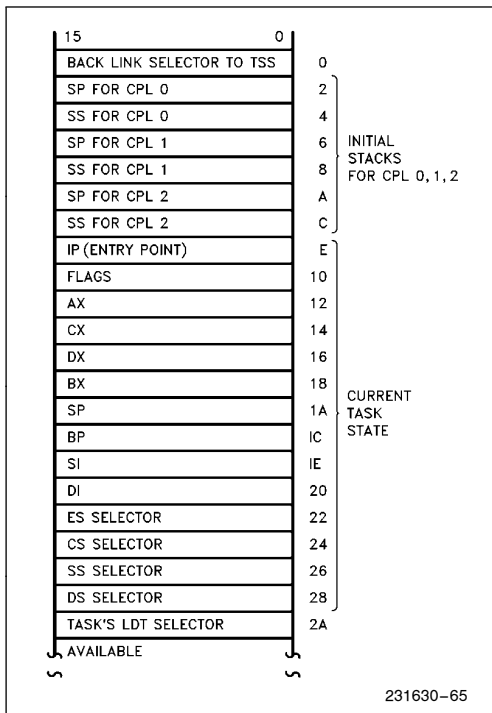 15 0
BACK LINK SELECTOR TO TSS 0
SP FOR CPL 0 2
SS FOR CPL 0 4
SP FOR CPL 1 6
SS FOR CPL 1 8
SP FOR CPL 2 A
SS FOR CPL 2 C
INITIAL
STACKS
FOR CPL 0, 1, 2
IP (ENTRY POINT) E
FLAGS 10
AX 12
CX 14
DX 16
BX 18
SP 1A
BP IC
SI IE
DI 20
ES SELECTOR 22
CS SELECTOR 24
SS SELECTOR 26
DS SELECTOR 28
CURRENT
TASK
STATE
TASK'S LDT SELECTOR 2A
AVAILABLE
231630-65